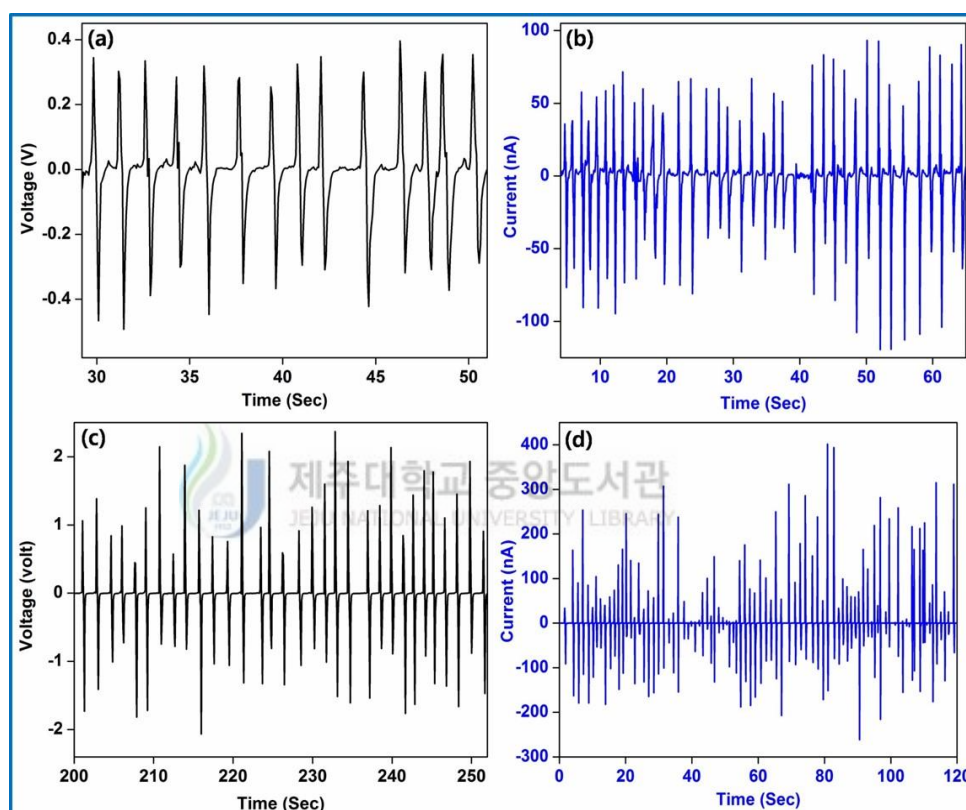 (a)
Voltage (V)
0.4
0.2
0.0
-0.2
-0.4
30 35 40 45 50
Time (Sec)
(b)
Current (nA)
100
50
0
-50
-100
10 20 30 40 50 60
Time (Sec)
(c)
Voltage (volt)
2
1
0
-1
-2
200 210 220 230 240 250
Time (Sec)
(d)
Current (nA)
400
300
200
100
0
-100
-200
-300
0 20 40 60 80 100 120
Time (Sec)
제주대학교 중앙도서관
JEJU NATIONAL UNIVERSITY LIBRARY
JEJU
1952